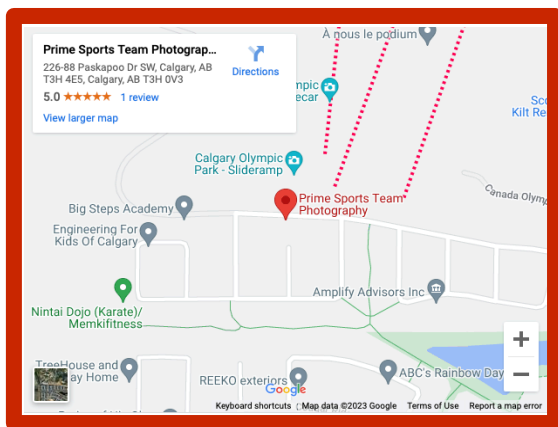 À nous le podium
Prime Sports Team Photograp...
226-88 Paskapoo Dr SW, Calgary, AB
T3H 4E5, Calgary, AB T3H 0V3
5.0
1 review
View larger map
Directions
mpic
ecar
Sco
Kilt Re
Calgary Olympic
Park - Slideramp
Canada Olymp
Prime Sports Team
Photography
Big Steps Academy
Engineering For
Kids Of Calgary
Amplify Advisors Inc
Nintai Dojo (Karate)/
Memkifitness
TreeHouse and
ay Home
REEKO exteriors
ABC's Rainbow Day
Google
Keyboard shortcuts
Map data ©2023 Google
Terms of Use
Report a map error